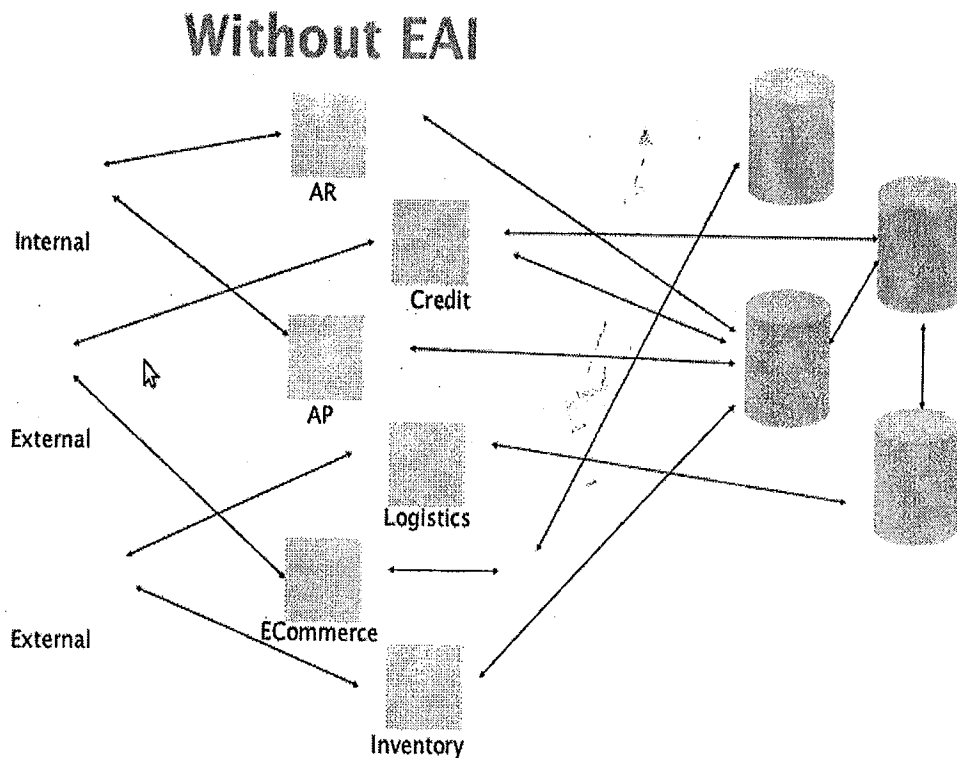 Without EAI
AR
Internal
Credit
AP
External
Logistics
ECommerce
External
Inventory